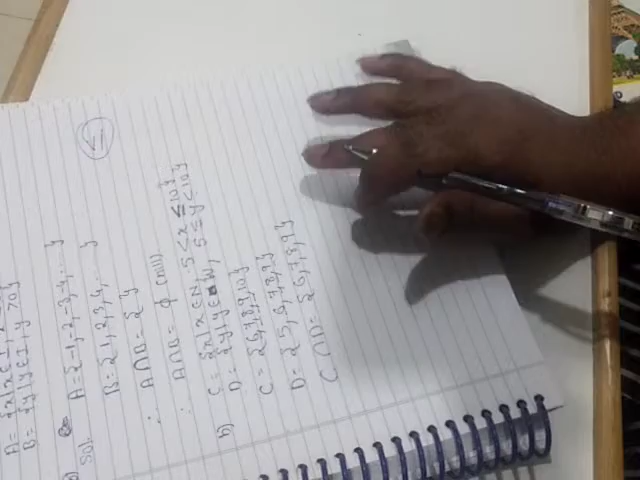 A = {x|x∈I,
B = {y|y∈I, y>0}
Sol. A = {-1, -2, -3, -4, ... }
B = {1, 2, 3, 4, ... }
∴ A∩B = { }
∴ A∩B = φ (null)
b) C = {x|x∈N, 5<x≤10}
D = {y|y∈W, 5≤y<10}
C = {6,7,8,9,10}
D = {5,6,7,8,9}
C∩D = {6,7,8,9}